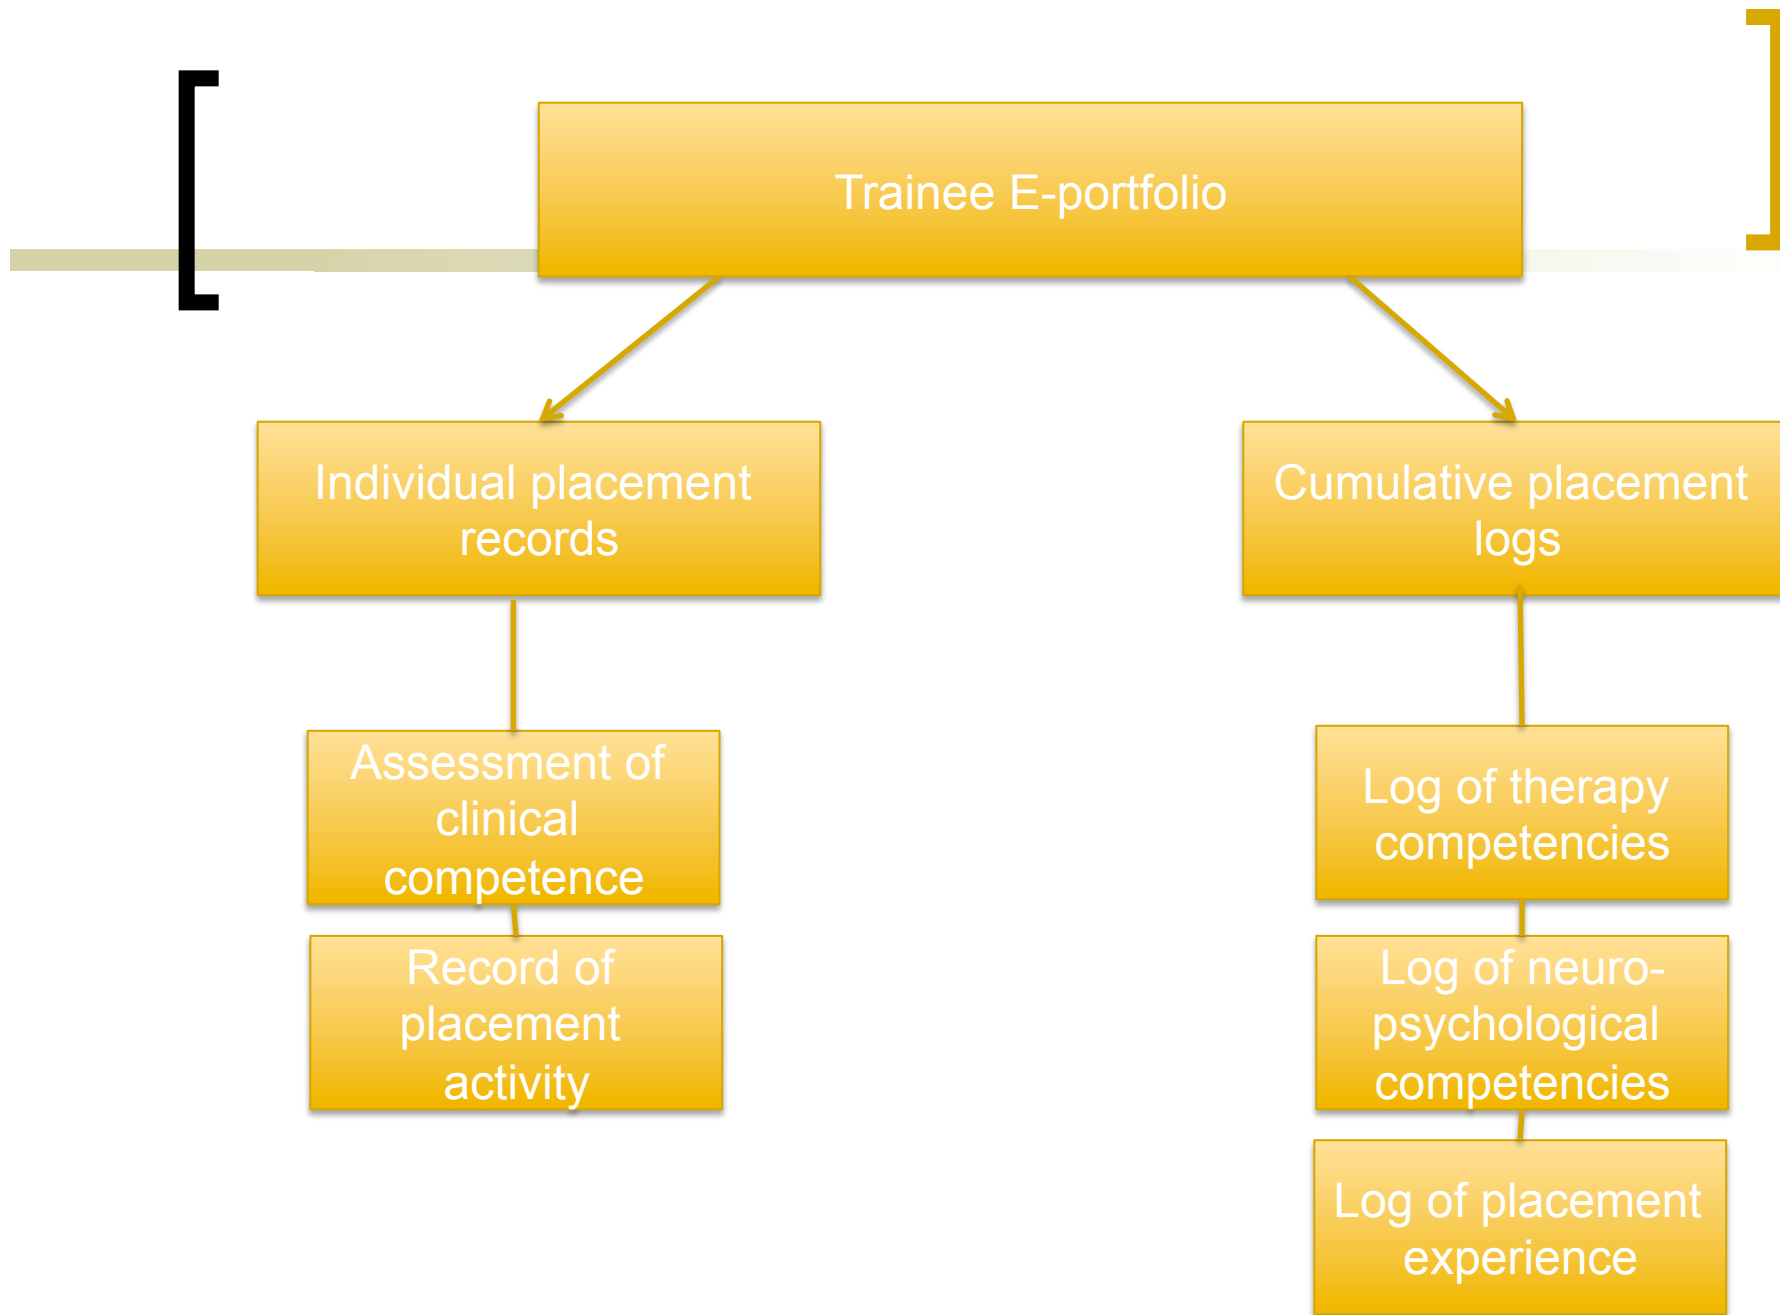 Trainee E-portfolio
Individual placement
records
Cumulative placement
logs
Assessment of
clinical
competence
Record of
placement
activity
Log of therapy
competencies
Log of neuro-
psychological
competencies
Log of placement
experience